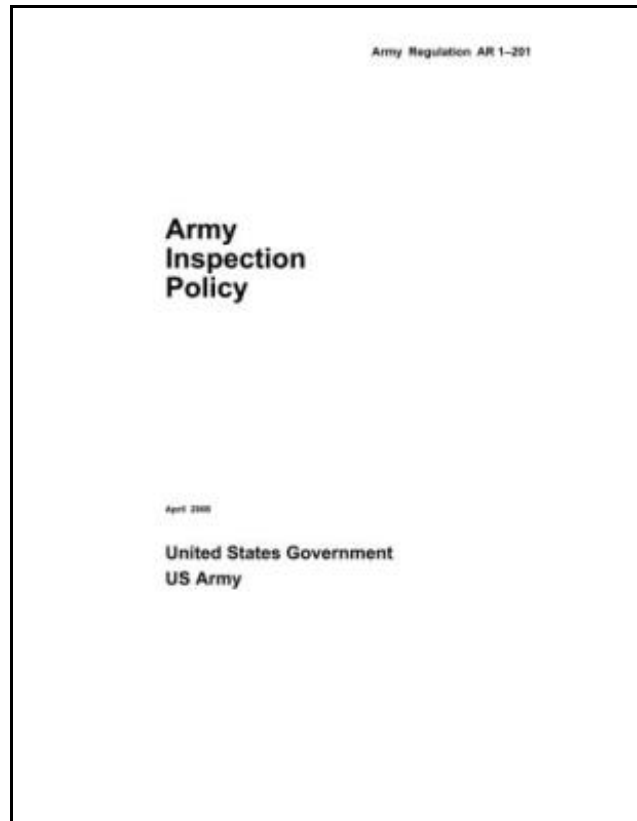 Army Regulation AR 1–201
Army
Inspection
Policy
April
United States Government
US Army